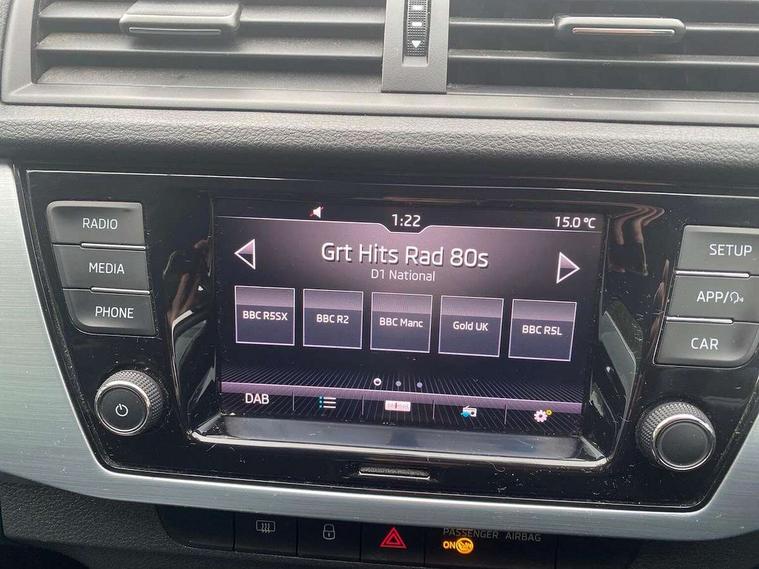 1:22
15.0 °C
RADIO
MEDIA
PHONE
SETUP
APP/
CAR
Grt Hits Rad 80s
D1 National
BBC R5SX
BBC R2
BBC Manc
Gold UK
BBC R5L
DAB
PASSENGER AIRBAG
ON